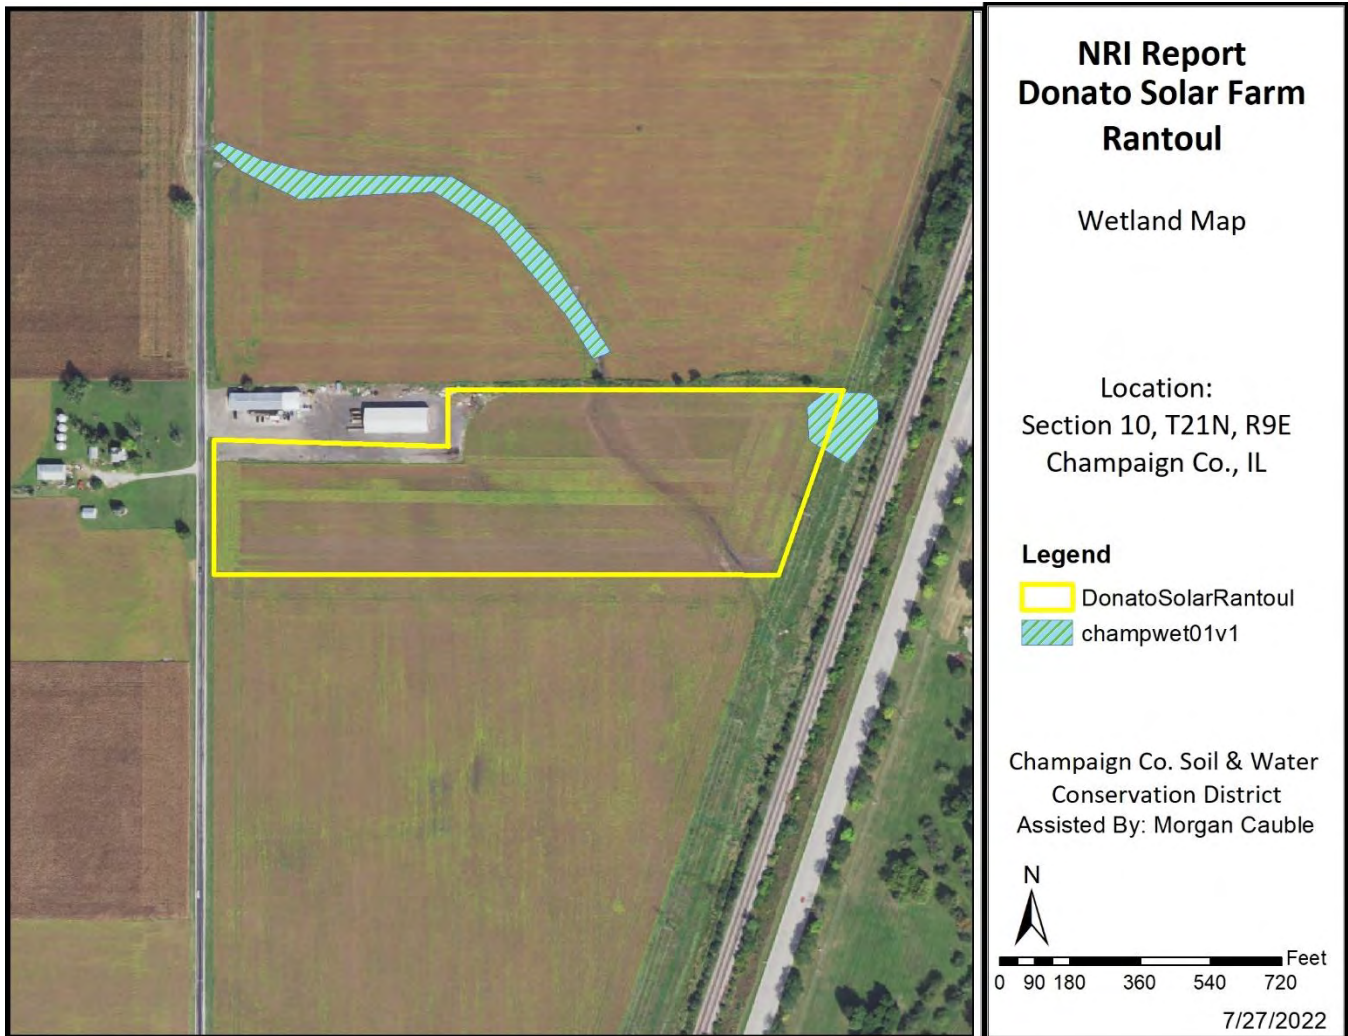 NRI Report
Donato Solar Farm
Rantoul
Wetland Map
Location:
Section 10, T21N, R9E
Champaign Co., IL
Legend
DonatoSolarRantoul
champwet01v1
Champaign Co. Soil & Water
Conservation District
Assisted By: Morgan Cauble
N
Feet
0 90 180 360 540 720
7/27/2022